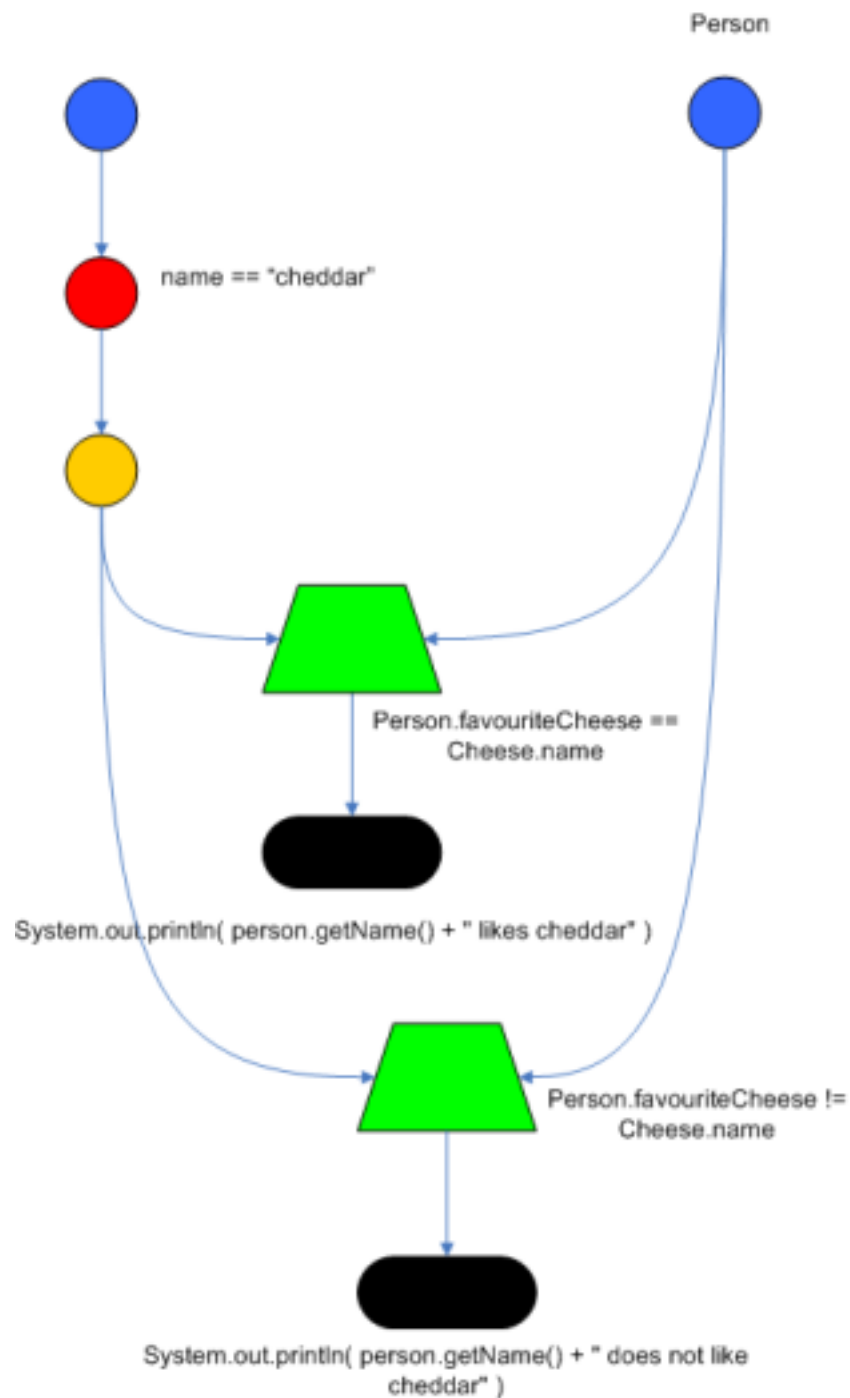 Person
name == "cheddar"
Person.favouriteCheese ==
Cheese.name
System.out.println( person.getName() + " likes cheddar" )
Person.favouriteCheese !=
Cheese.name
System.out.println( person.getName() + " does not like
cheddar" )